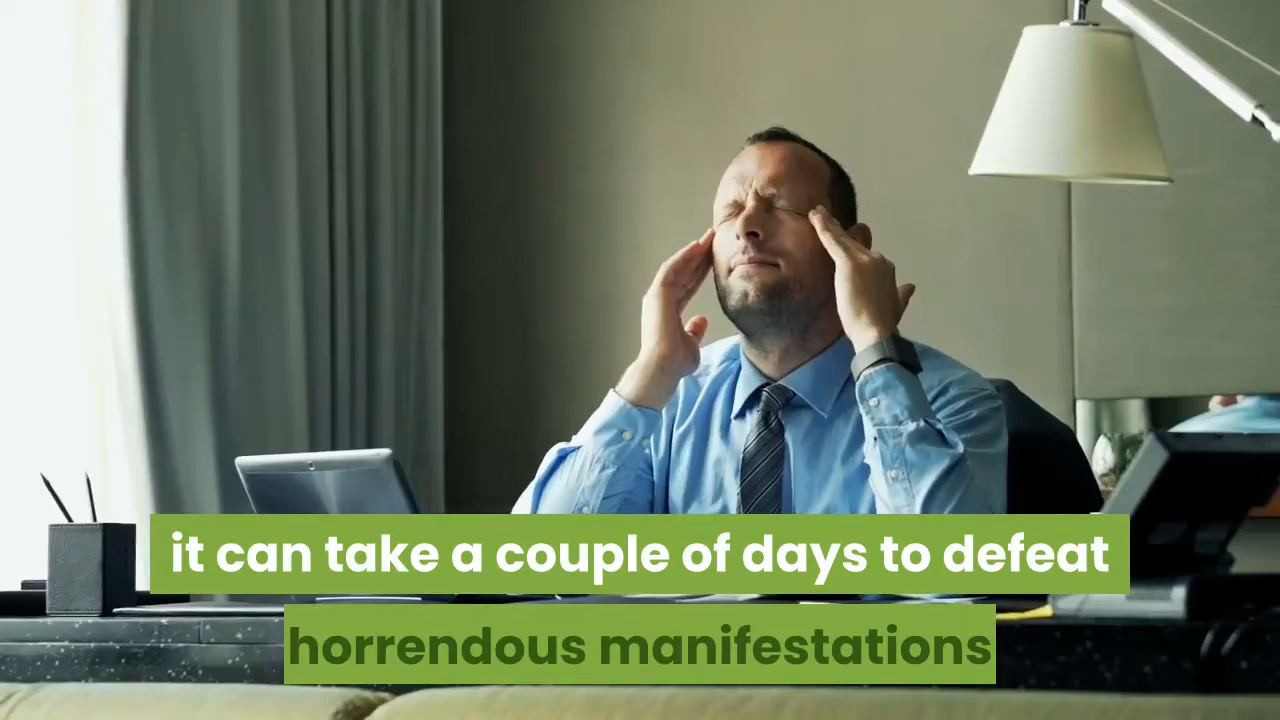 it can take a couple of days to defeat
horrendous manifestations